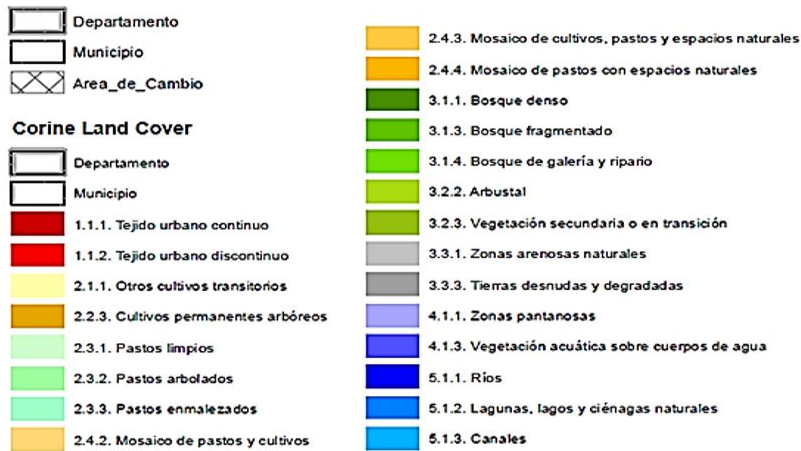 Departamento
Municipio
Area_de_Cambio
Corine Land Cover
Departamento
Municipio
1.1.1. Tejido urbano continuo
1.1.2. Tejido urbano discontinuo
2.1.1. Otros cultivos transitorios
2.2.3. Cultivos permanentes arbóreos
2.3.1. Pastos limpios
2.3.2. Pastos arbolados
2.3.3. Pastos enmalezados
2.4.2. Mosaico de pastos y cultivos
2.4.3. Mosaico de cultivos, pastos y espacios naturales
2.4.4. Mosaico de pastos con espacios naturales
3.1.1. Bosque denso
3.1.3. Bosque fragmentado
3.1.4. Bosque de galería y ripario
3.2.2. Arbustal
3.2.3. Vegetación secundaria o en transición
3.3.1. Zonas arenosas naturales
3.3.3. Tierras desnudas y degradadas
4.1.1. Zonas pantanosas
4.1.3. Vegetación acuática sobre cuerpos de agua
5.1.1. Ríos
5.1.2. Lagunas, lagos y ciénagas naturales
5.1.3. Canales